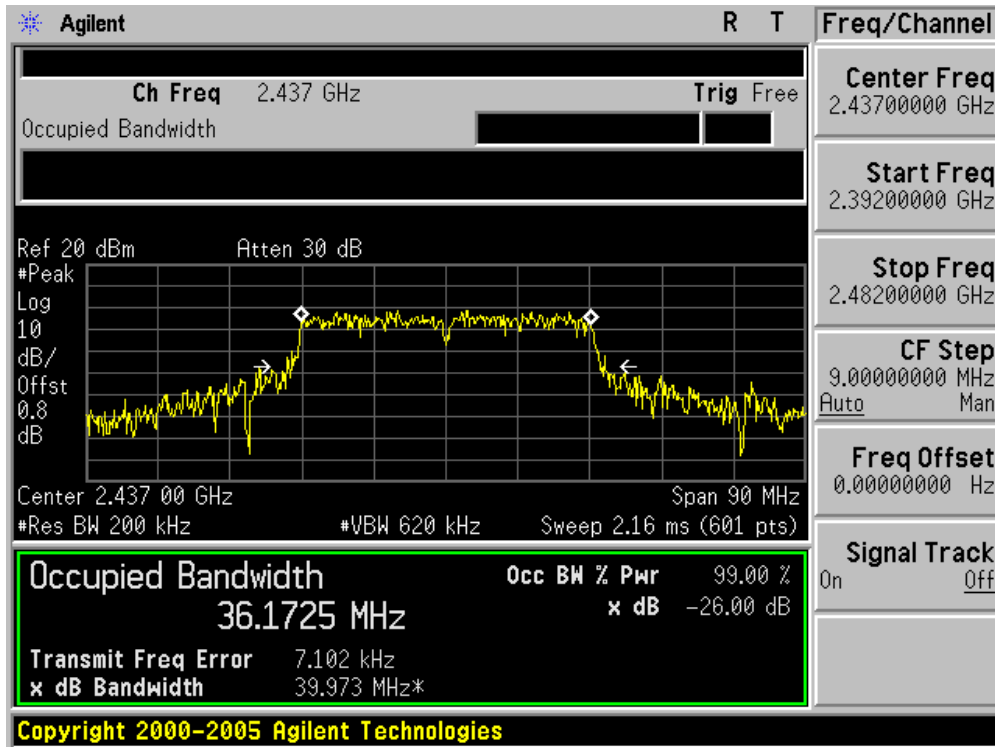 Agilent R T
Freq/Channel
Ch Freq 2.437 GHz Trig Free
Occupied Bandwidth
Center Freq
2.43700000 GHz
Start Freq
2.39200000 GHz
Stop Freq
2.48200000 GHz
CF Step
9.00000000 MHz
Auto Man
Freq Offset
0.00000000 Hz
Signal Track
On Off
Ref 20 dBm Atten 30 dB
#Peak
Log
10
dB/
Offst
0.8
dB
Center 2.437 00 GHz Span 90 MHz
#Res BW 200 kHz #VBW 620 kHz Sweep 2.16 ms (601 pts)
Occupied Bandwidth Occ BW % Pwr 99.00 %
36.1725 MHz x dB -26.00 dB
Transmit Freq Error 7.102 kHz
x dB Bandwidth 39.973 MHz*
Copyright 2000-2005 Agilent Technologies